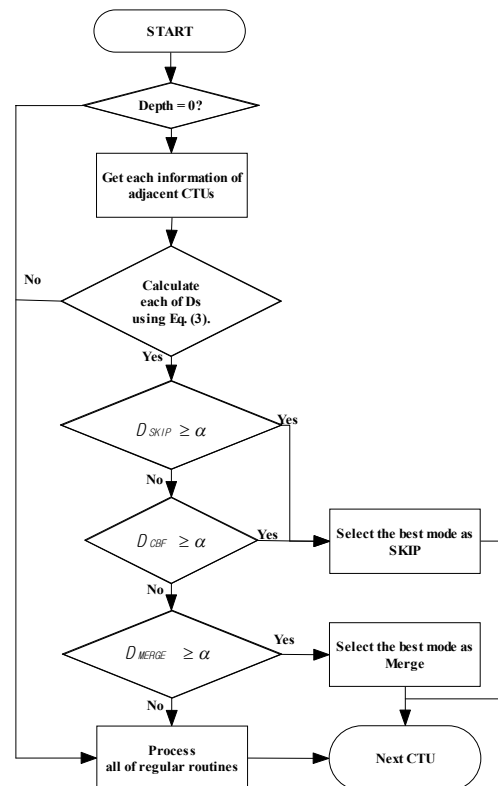 START
Depth = 0?
Get each information of
adjacent CTUs
No
Calculate
each of Ds
using Eq. (3).
Yes
D SKIP ≥ α
Yes
No
D CBF ≥ α
Yes
Select the best mode as
SKIP
No
D MERGE ≥ α
Yes
Select the best mode as
Merge
No
Process
all of regular routines
Next CTU